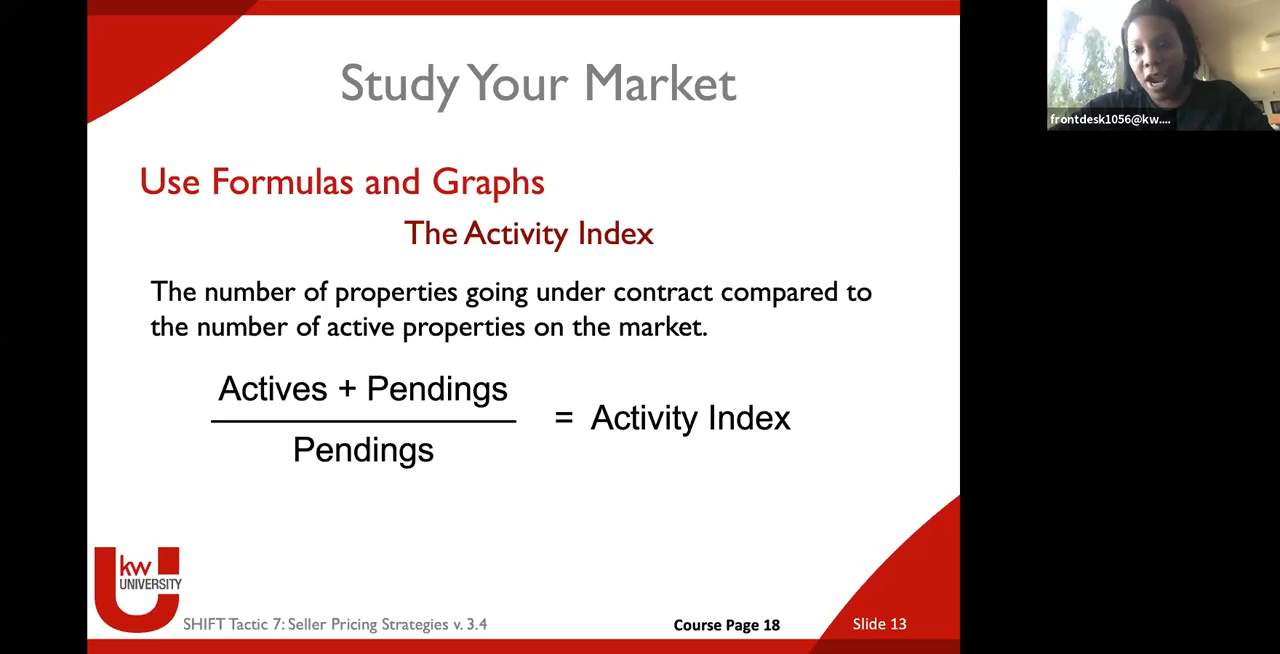 Study Your Market
frontdesk1056@kw....
Use Formulas and Graphs
The Activity Index
The number of properties going under contract compared to
the number of active properties on the market.
Actives + Pendings
Pendings
= Activity Index
kw
UNIVERSITY
SHIFT Tactic 7: Seller Pricing Strategies v. 3.4
Course Page 18
Slide 13